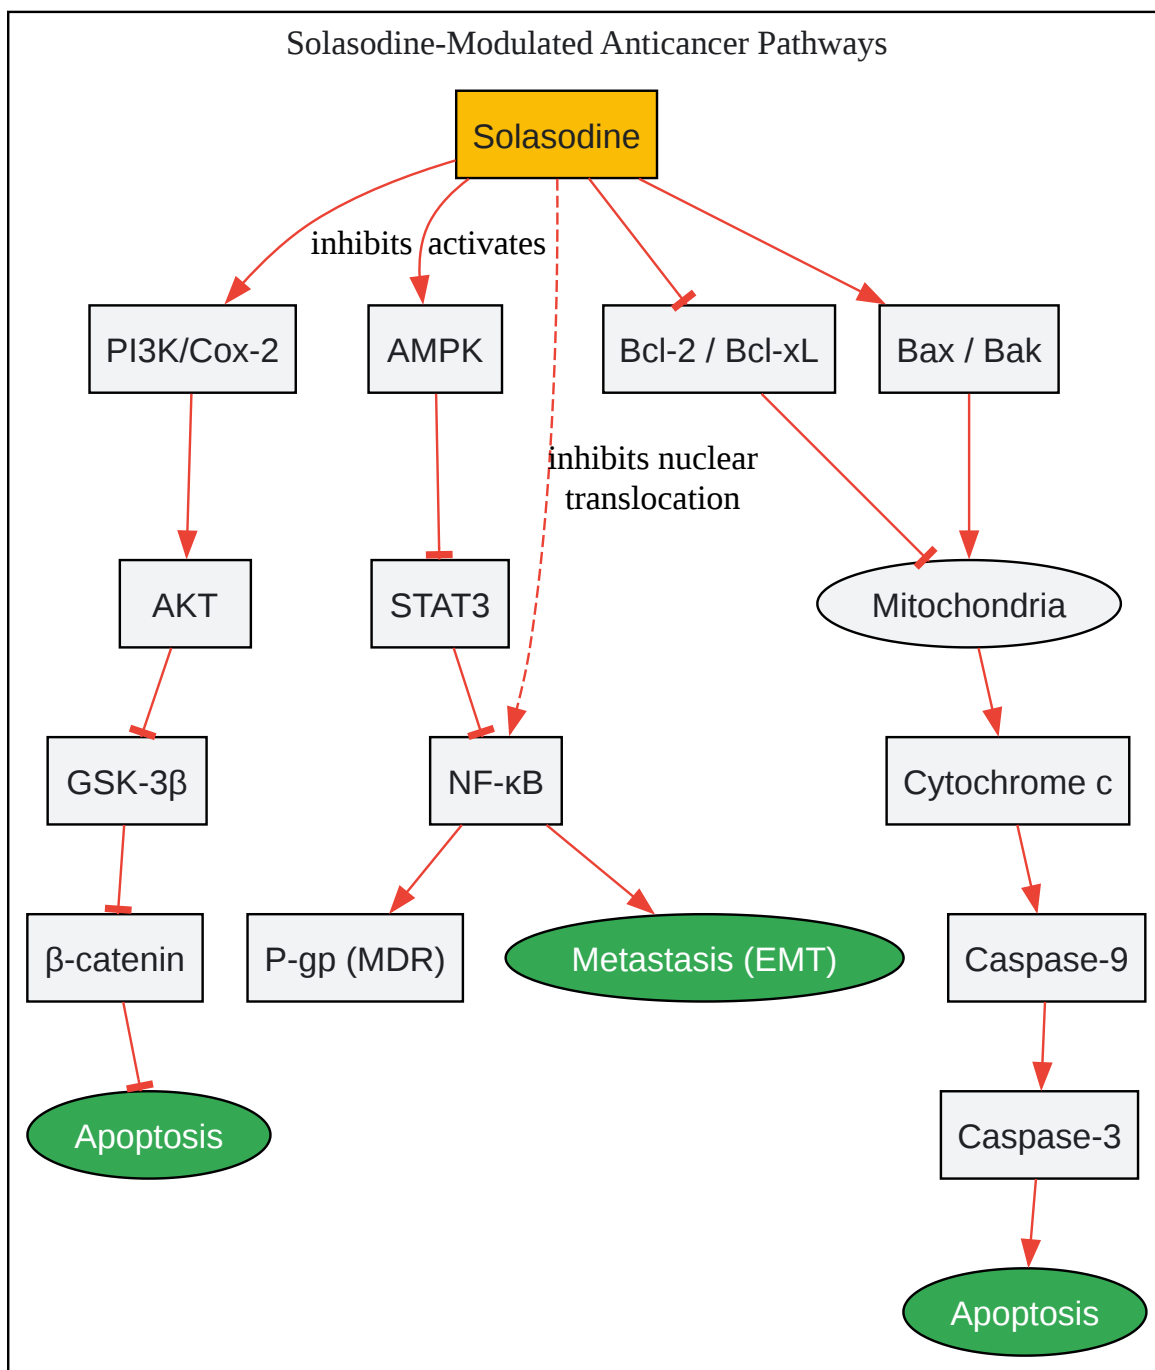 Solasodine-Modulated Anticancer Pathways
Solasodine
inhibits
activates
PI3K/Cox-2
AMPK
Bcl-2 / Bcl-xL
Bax / Bak
inhibits nuclear
translocation
AKT
STAT3
Mitochondria
GSK-3β
NF-κB
Cytochrome c
β-catenin
P-gp (MDR)
Metastasis (EMT)
Caspase-9
Apoptosis
Caspase-3
Apoptosis